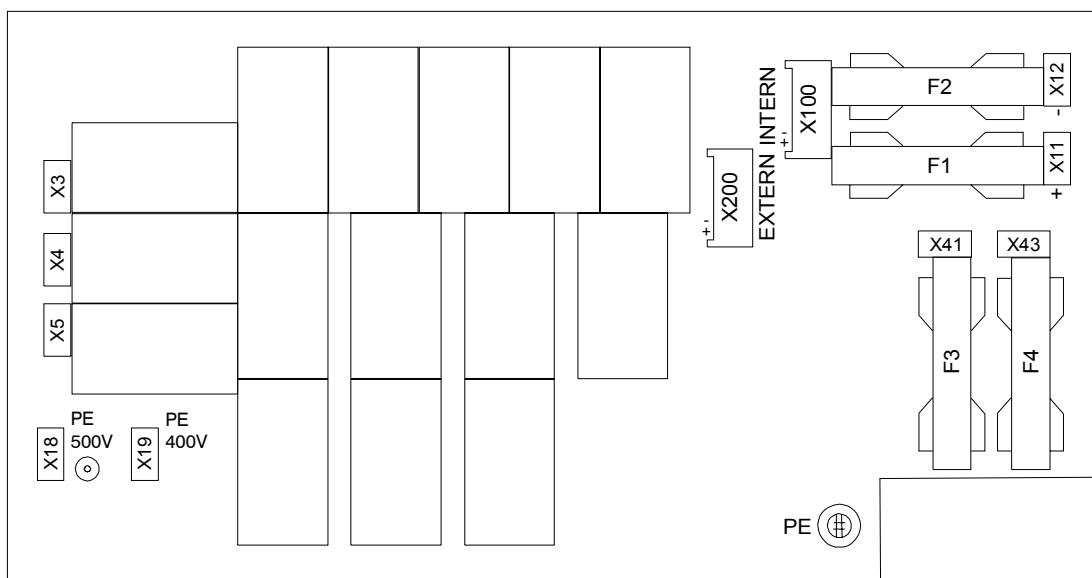 X12
F2
-
X100
+ -
INTERN
EXTERN
X11
F1
+
X3
X200
+ -
X4
X41
X43
X5
F3
F4
PE
500V
X18
PE
400V
X19
PE